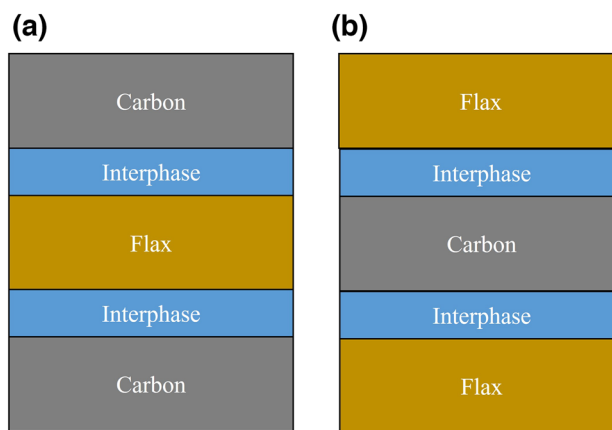 (a)
Carbon
Interphase
Flax
Interphase
Carbon
(b)
Flax
Interphase
Carbon
Interphase
Flax